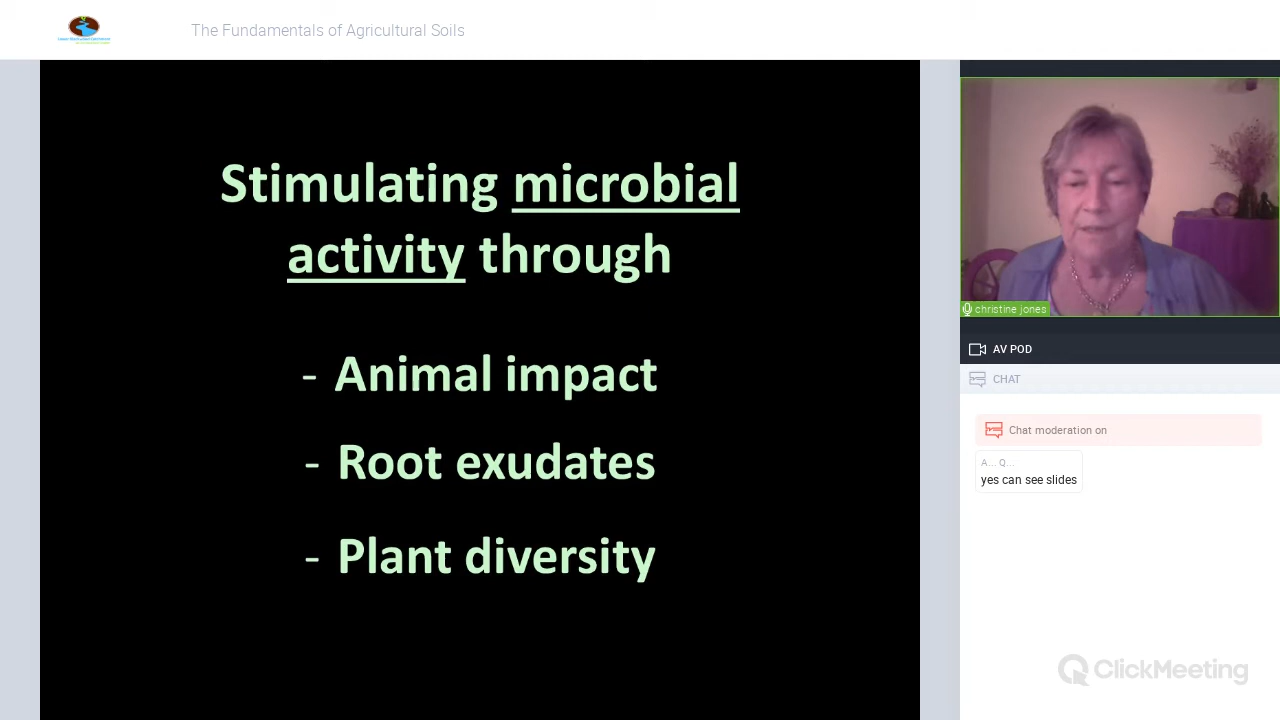 The Fundamentals of Agricultural Soils
Stimulating microbial
activity through
- Animal impact
- Root exudates
- Plant diversity
christine jones
AV POD
CHAT
Chat moderation on
A... Q...
yes can see slides
ClickMeeting